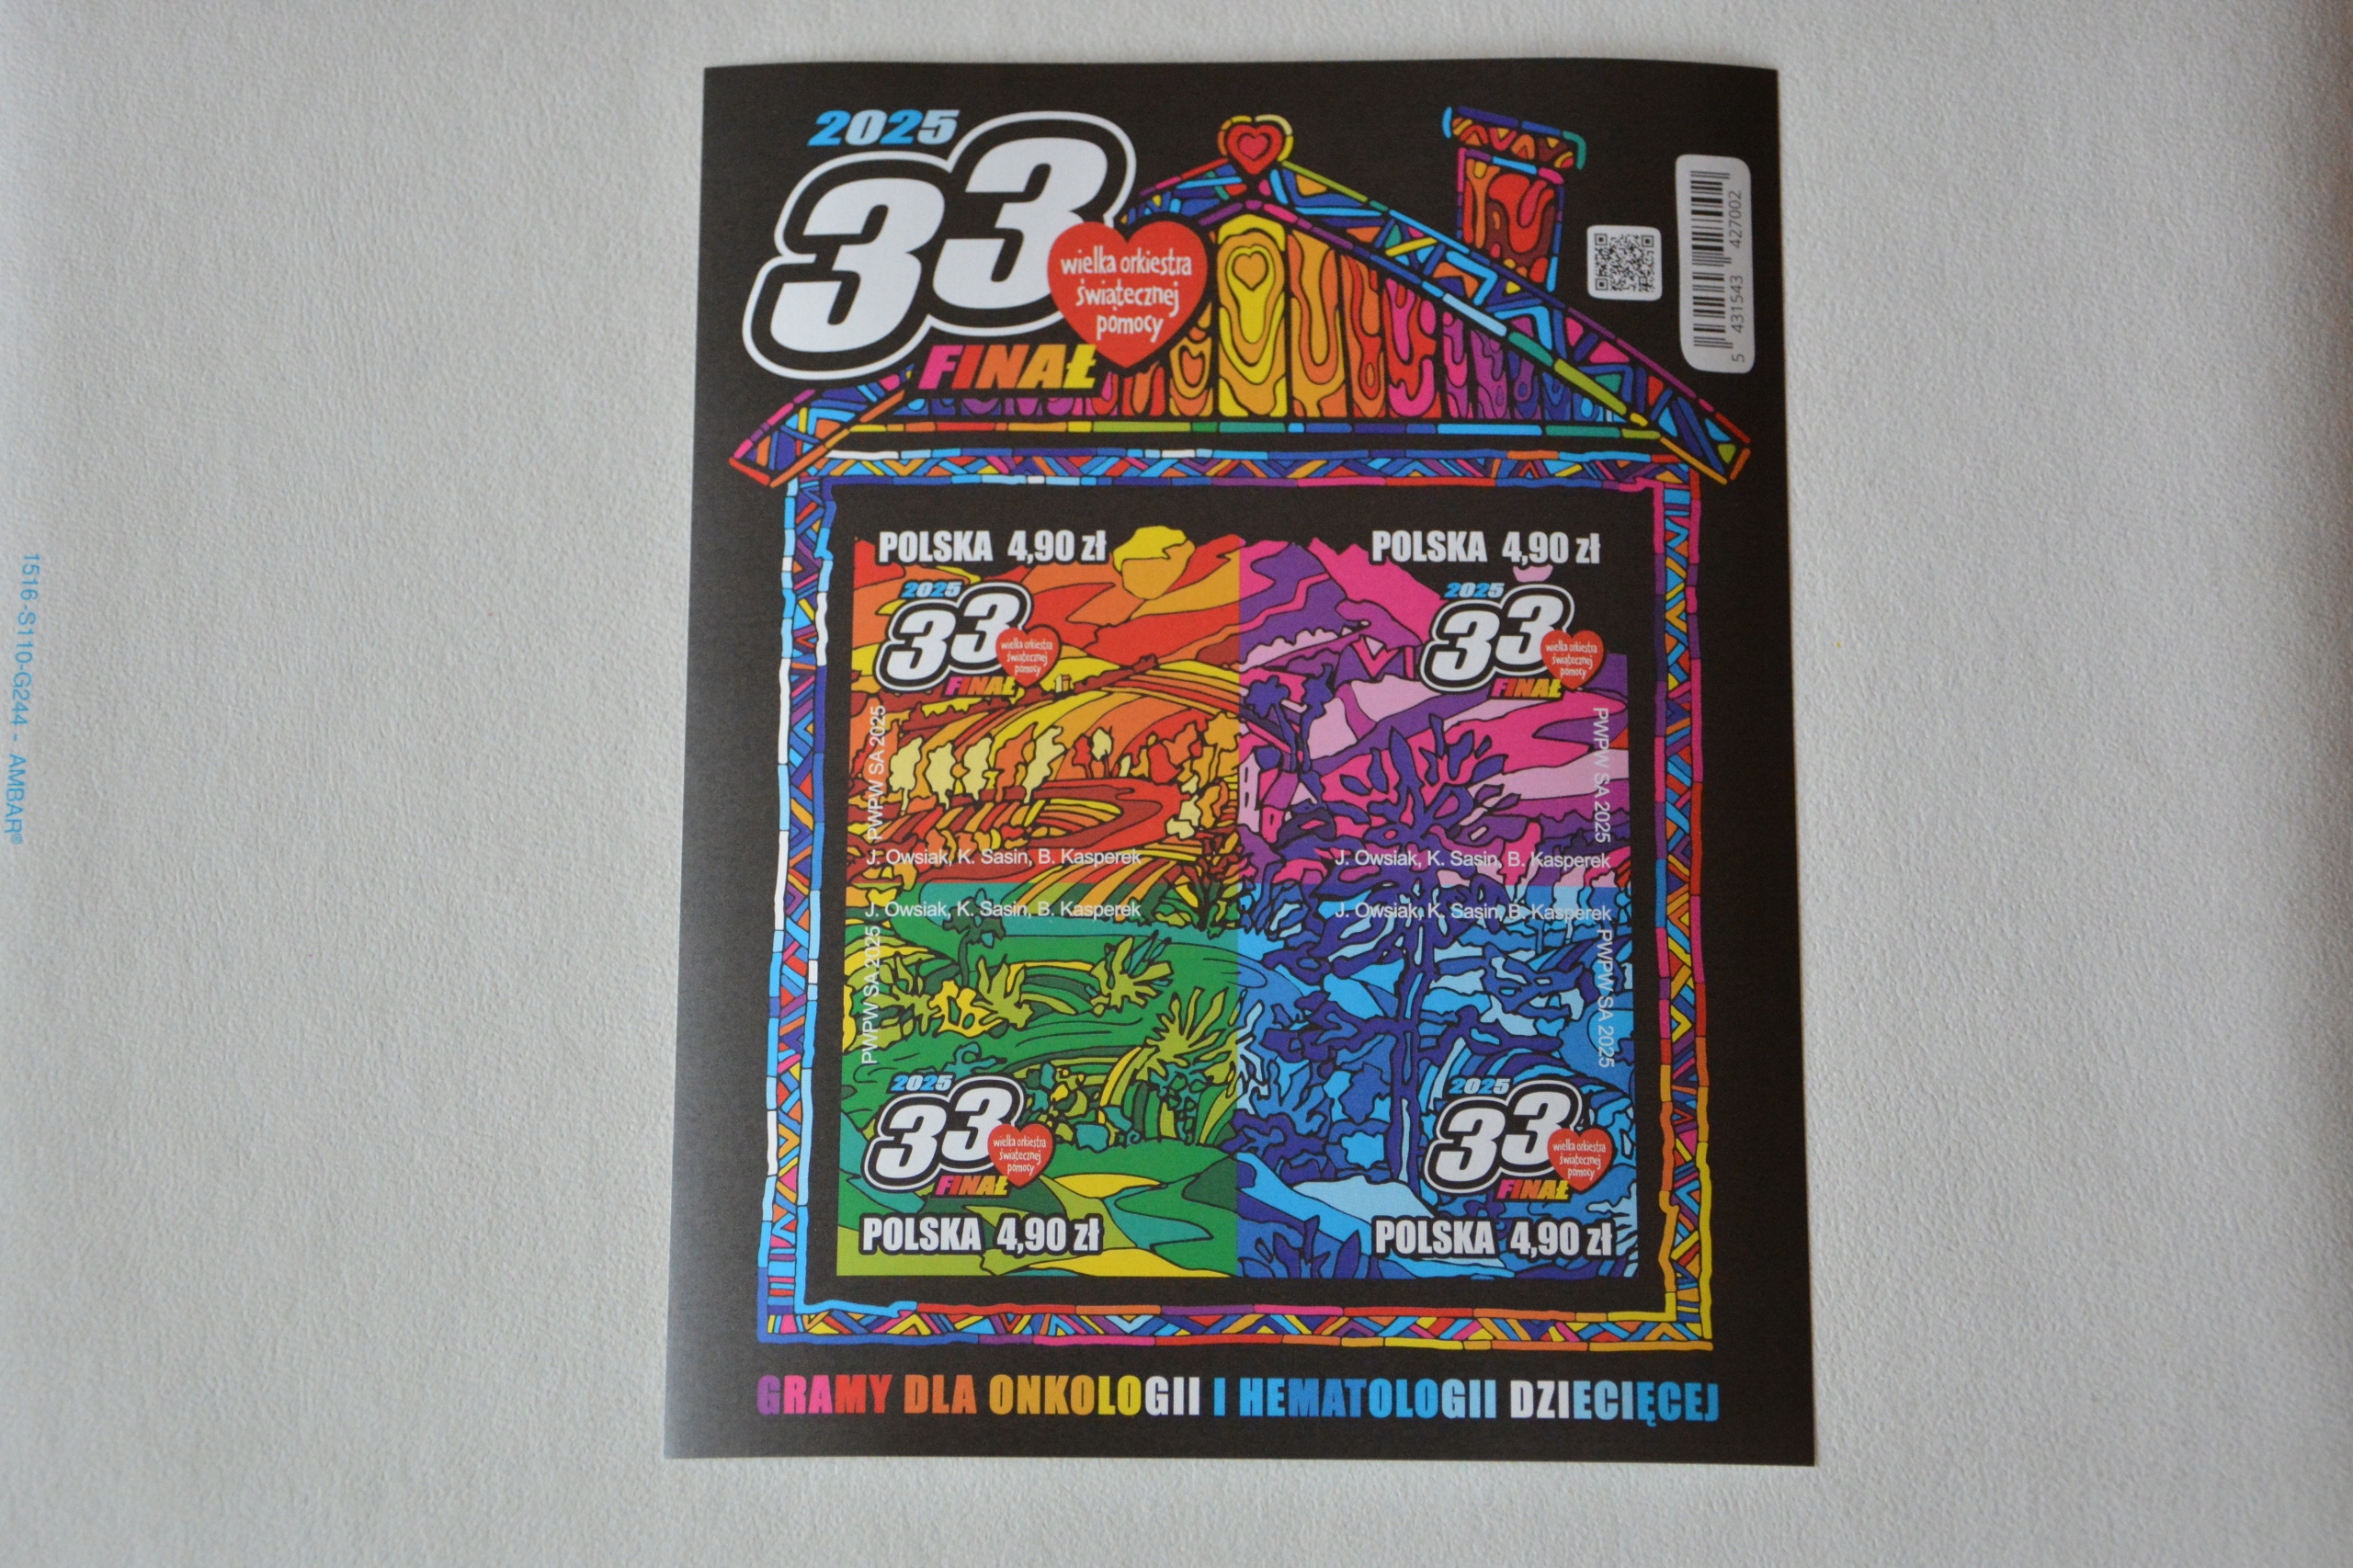 2025
33
wielka orkiestra
świątecznej
pomocy
FINAŁ
5 431543 427002
POLSKA 4,90 zł
2025
33
wielka orkiestra
świątecznej
pomocy
FINAŁ
PWPW SA 2025
J. Owsiak, K. Sasin, B. Kasperek
POLSKA 4,90 zł
2025
33
wielka orkiestra
świątecznej
pomocy
FINAŁ
PWPW SA 2025
J. Owsiak, K. Sasin, B. Kasperek
J. Owsiak, K. Sasin, B. Kasperek
PWPW SA 2025
2025
33
wielka orkiestra
świątecznej
pomocy
FINAŁ
POLSKA 4,90 zł
J. Owsiak, K. Sasin, B. Kasperek
PWPW SA 2025
2025
33
wielka orkiestra
świątecznej
pomocy
FINAŁ
POLSKA 4,90 zł
GRAMY DLA ONKOLOGII I HEMATOLOGII DZIECIĘCEJ
1516-S110-G244 - AMBAR®